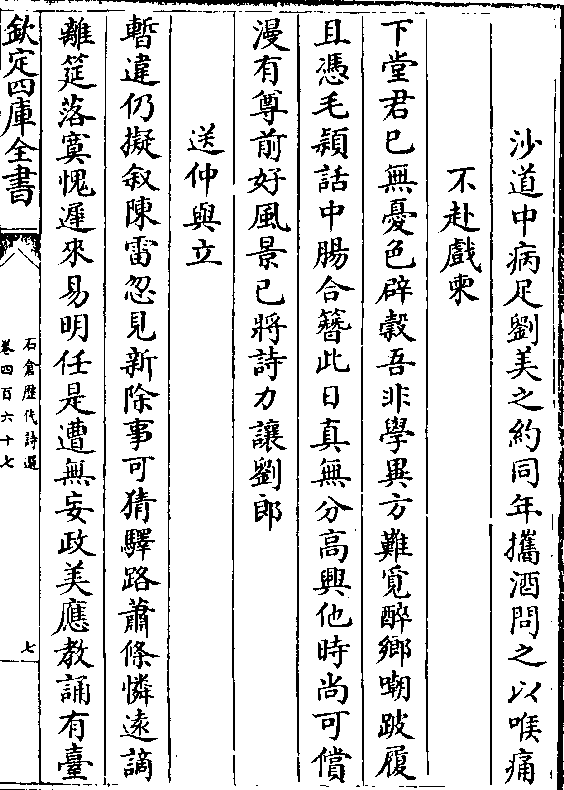 沙道中病足劉美之約同年攜酒問之以喉痛
不赴戲柬
下堂君已無憂色辟穀吾非學異方難覓醉鄉嘲跛履
且憑毛穎話中腸合簪此日真無分高興他時尚可償
漫有尊前好風景已將詩力讓劉郎
送仲與立
暫違仍擬叙陳雷忽見新除事可猜驛路蕭條憐遠謫
離筵落寞愧遲來易明任是遭無妄政美應教誦有臺
欽定四庫全書
石倉歴代詩選
卷四百六十七
七